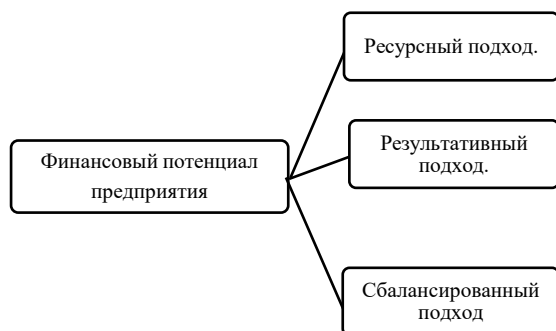 Ресурсный подход.
Финансовый потенциал
предприятия
Результативный
подход.
Сбалансированный
подход